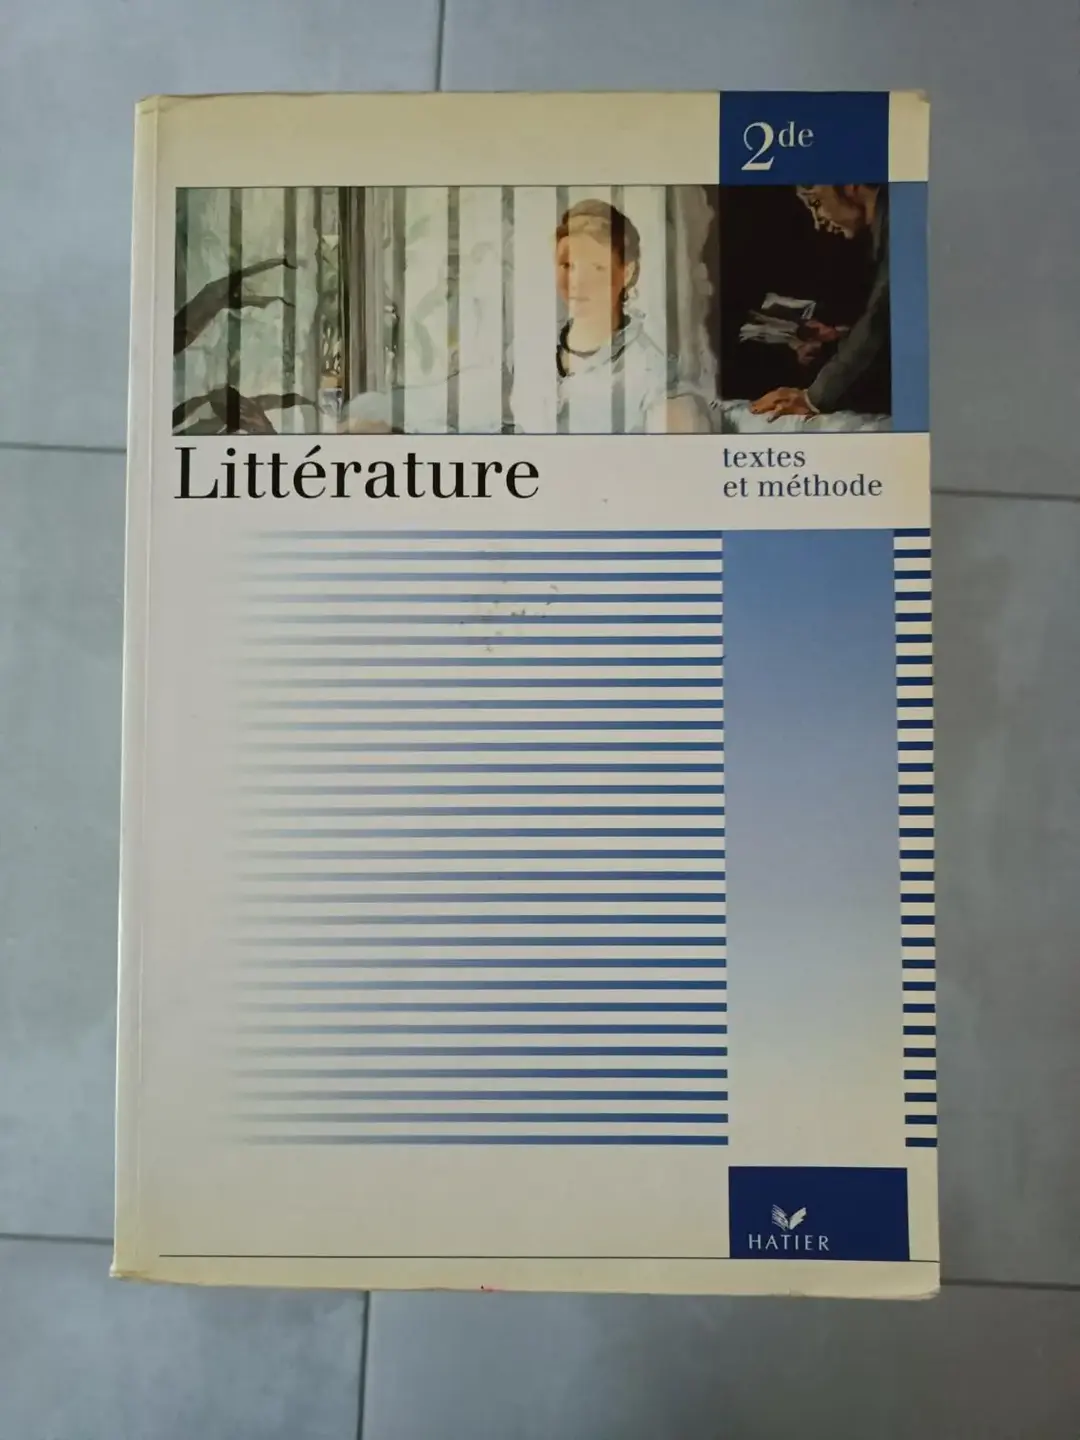 2de
Littérature
textes
et méthode
HATIER